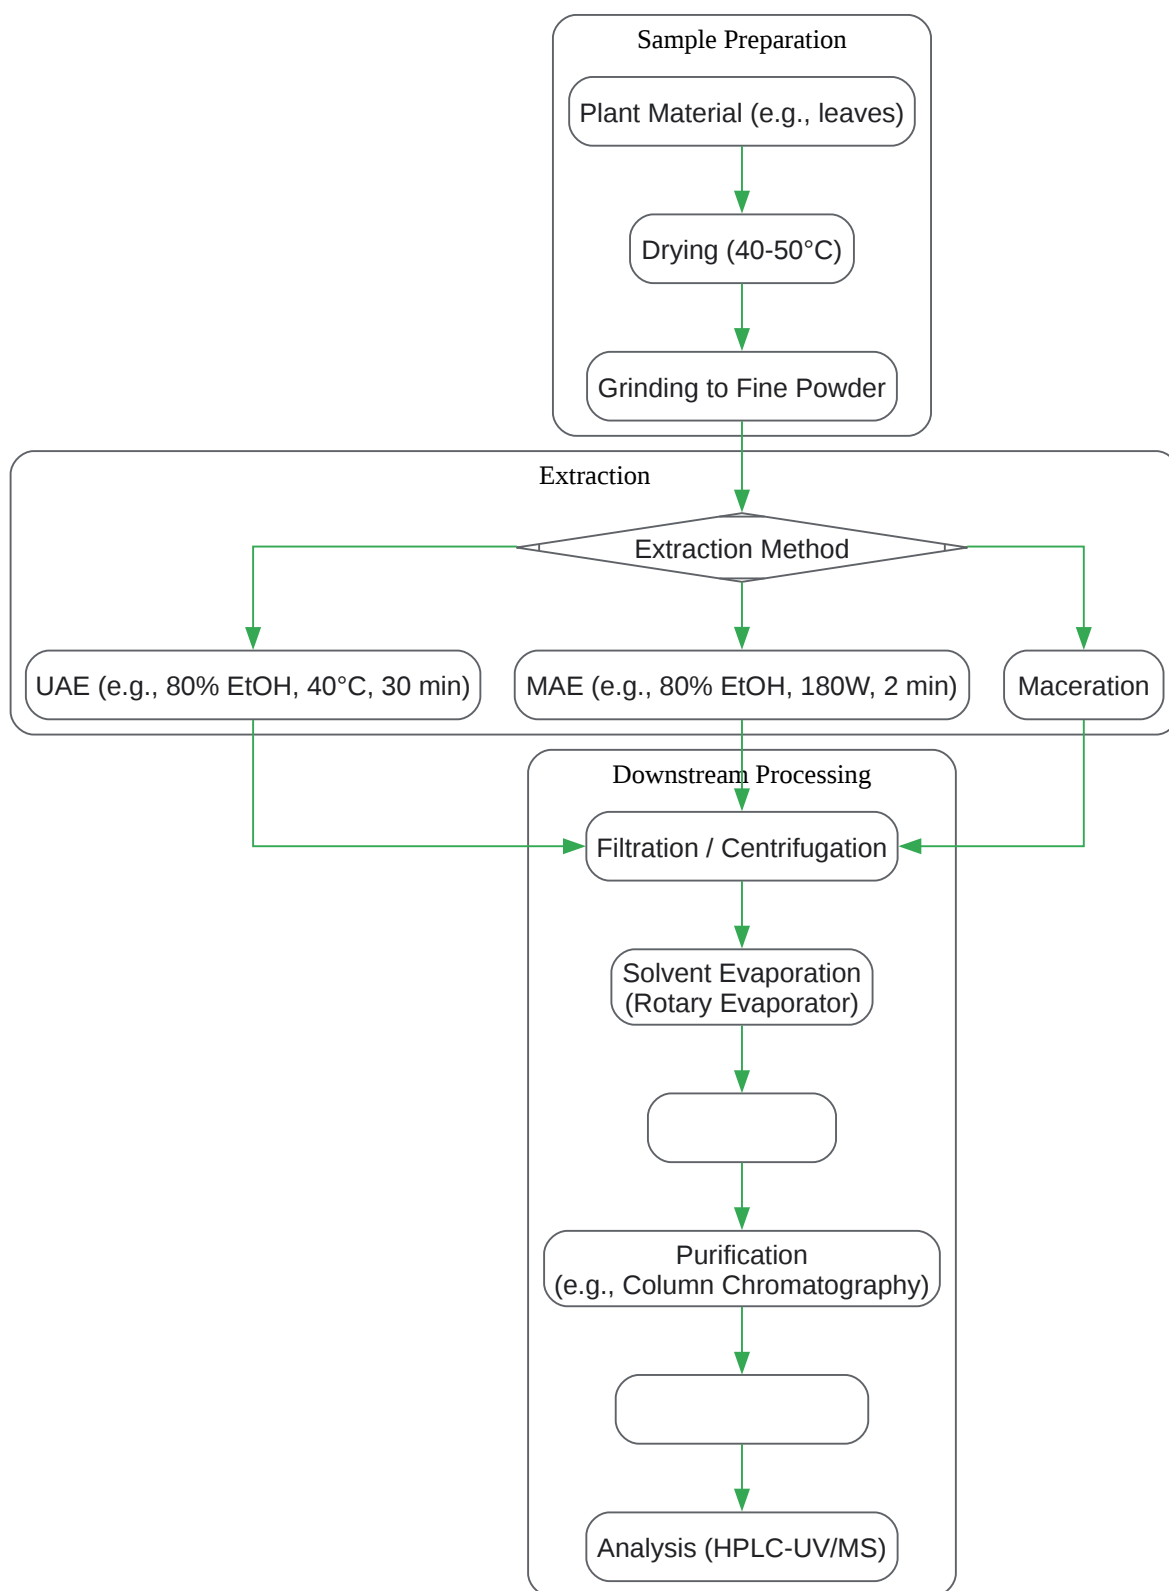 Sample Preparation
Plant Material (e.g., leaves)
Drying (40-50°C)
Grinding to Fine Powder
Extraction
Extraction Method
UAE (e.g., 80% EtOH, 40°C, 30 min)
MAE (e.g., 80% EtOH, 180W, 2 min)
Maceration
Downstream Processing
Filtration / Centrifugation
Solvent Evaporation
(Rotary Evaporator)
Purification
(e.g., Column Chromatography)
Analysis (HPLC-UV/MS)